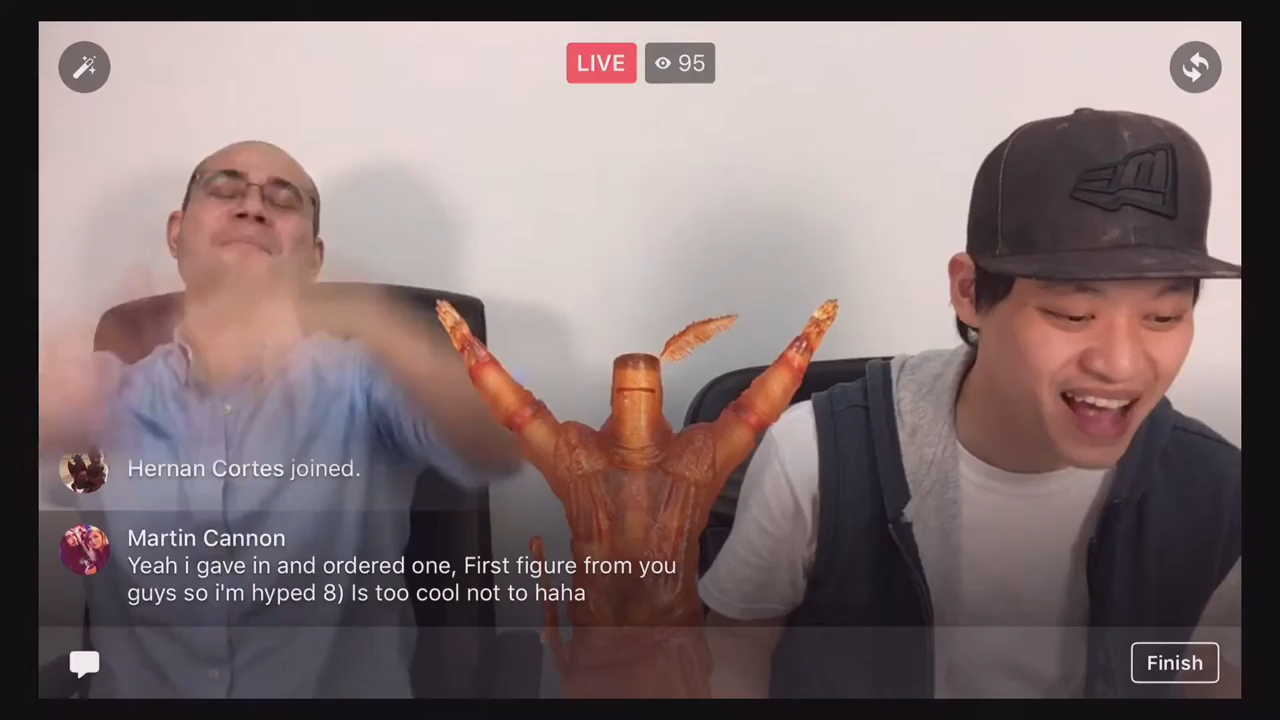 LIVE
95
Hernan Cortes joined.
Martin Cannon
Yeah i gave in and ordered one, First figure from you
guys so i'm hyped 8) Is too cool not to haha
Finish